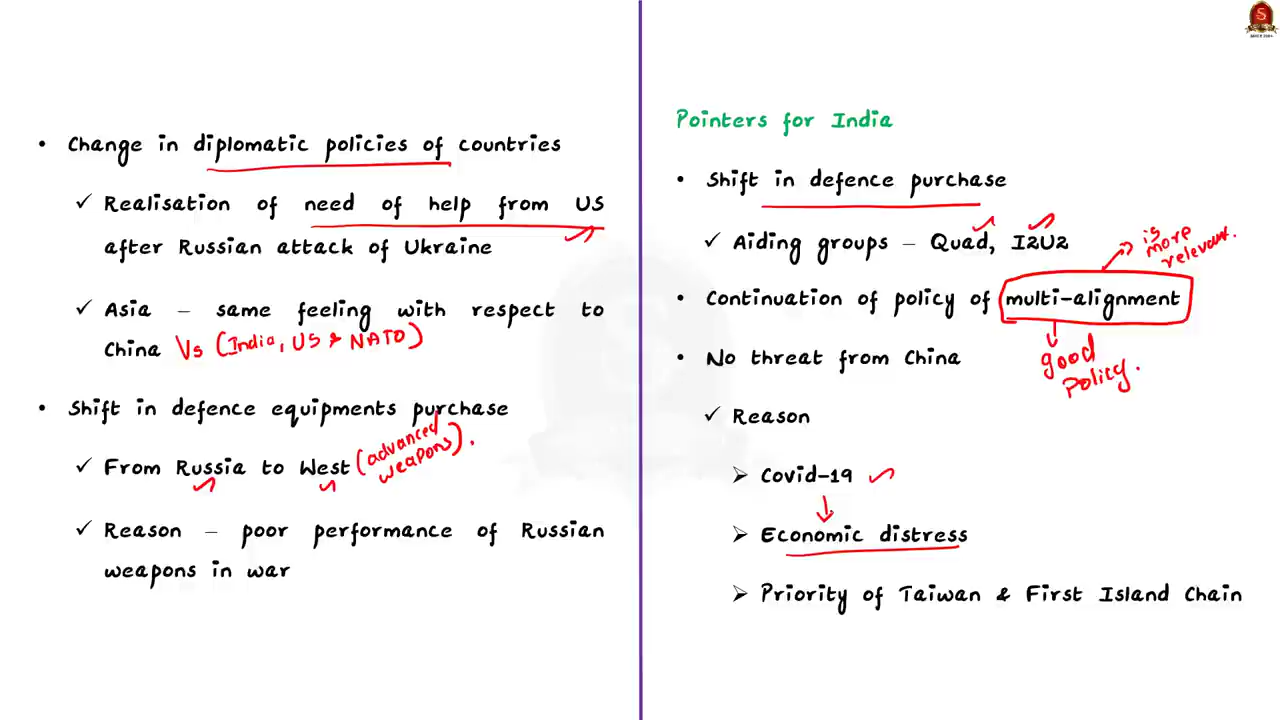 • Change in diplomatic policies of countries
✓ Realisation of need of help from US
after Russian attack of Ukraine
✓ Asia – same feeling with respect to
China Vs (India, US & NATO)
• Shift in defence equipments purchase
✓ From Russia to West (advanced
weapons).
✓ Reason – poor performance of Russian
weapons in war
Pointers for India
• Shift in defence purchase
✓ Aiding groups – Quad, I2U2
is
more
relevant.
• Continuation of policy of multi-alignment
good
policy.
• No threat from China
✓ Reason
➢ Covid-19
➢ Economic distress
➢ Priority of Taiwan & First Island Chain